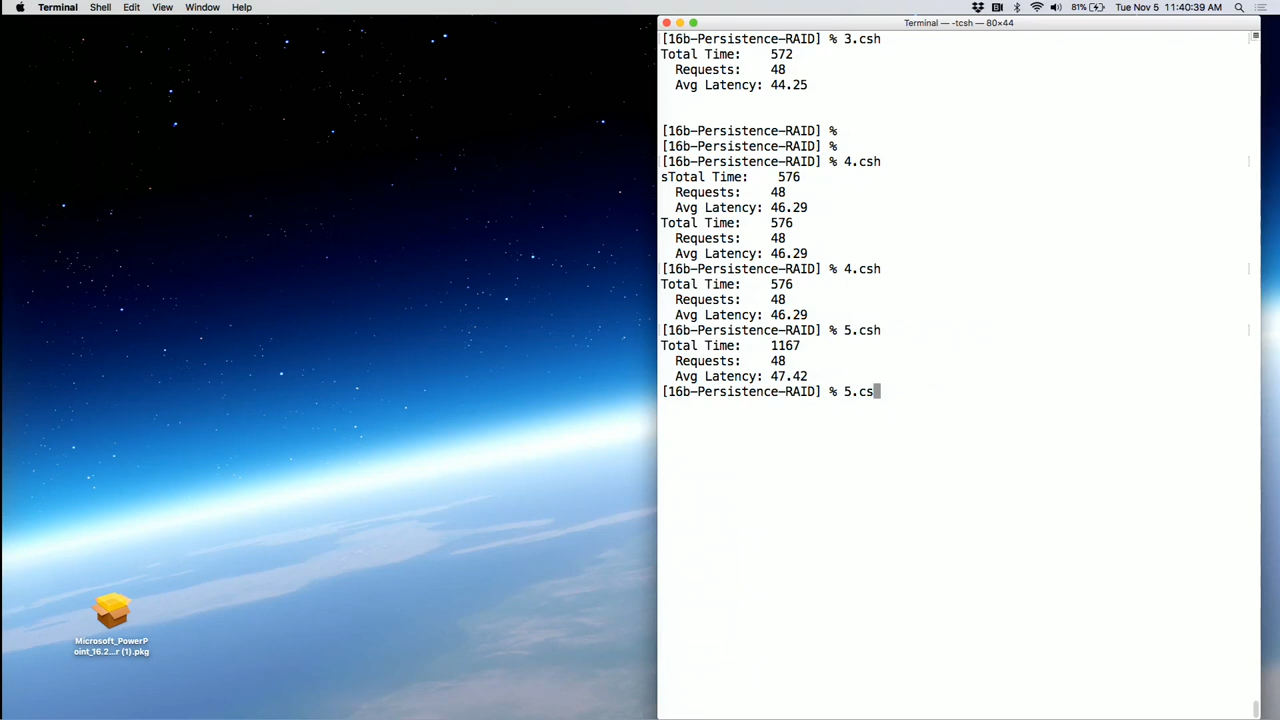 Terminal Shell Edit View Window Help
81% Tue Nov 5 11:40:39 AM
Terminal — -tcsh — 80×44
[16b-Persistence-RAID] % 3.csh
Total Time: 572
Requests: 48
Avg Latency: 44.25
[16b-Persistence-RAID] %
[16b-Persistence-RAID] %
[16b-Persistence-RAID] % 4.csh
sTotal Time: 576
Requests: 48
Avg Latency: 46.29
Total Time: 576
Requests: 48
Avg Latency: 46.29
[16b-Persistence-RAID] % 4.csh
Total Time: 576
Requests: 48
Avg Latency: 46.29
[16b-Persistence-RAID] % 5.csh
Total Time: 1167
Requests: 48
Avg Latency: 47.42
[16b-Persistence-RAID] % 5.cs
Microsoft_PowerP
oint_16.2...r (1).pkg